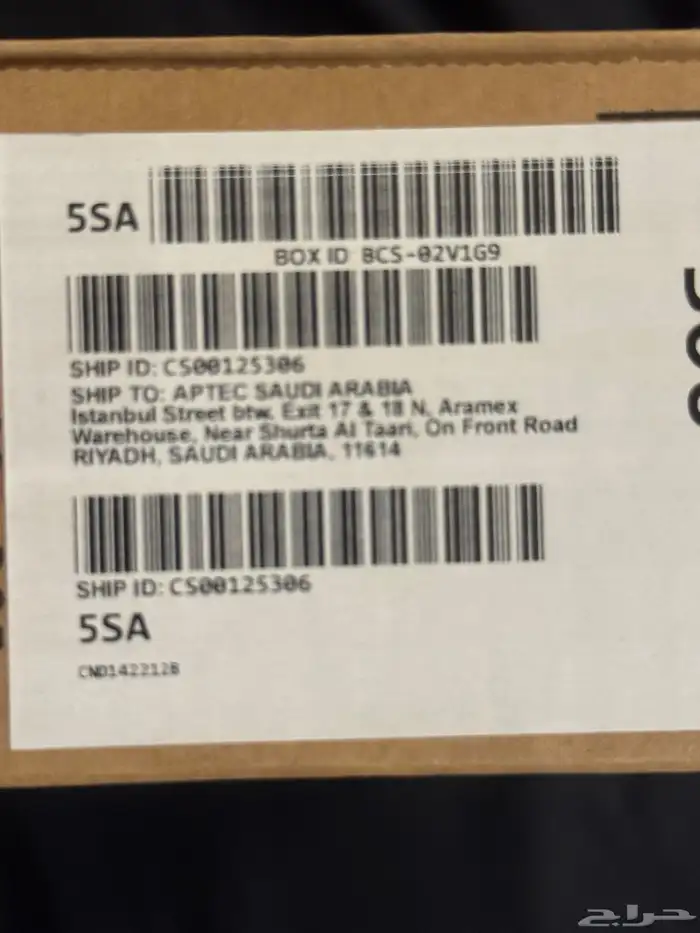 5SA
BOX ID BCS-02V1G9
SHIP ID: CS00125306
SHIP TO: APTEC SAUDI ARABIA
Istanbul Street btw. Exit 17 & 18 N, Aramex
Warehouse, Near Shurta Al Taari, On Front Road
RIYADH, SAUDI ARABIA, 11614
SHIP ID: CS00125306
5SA
CND1422128
حراج